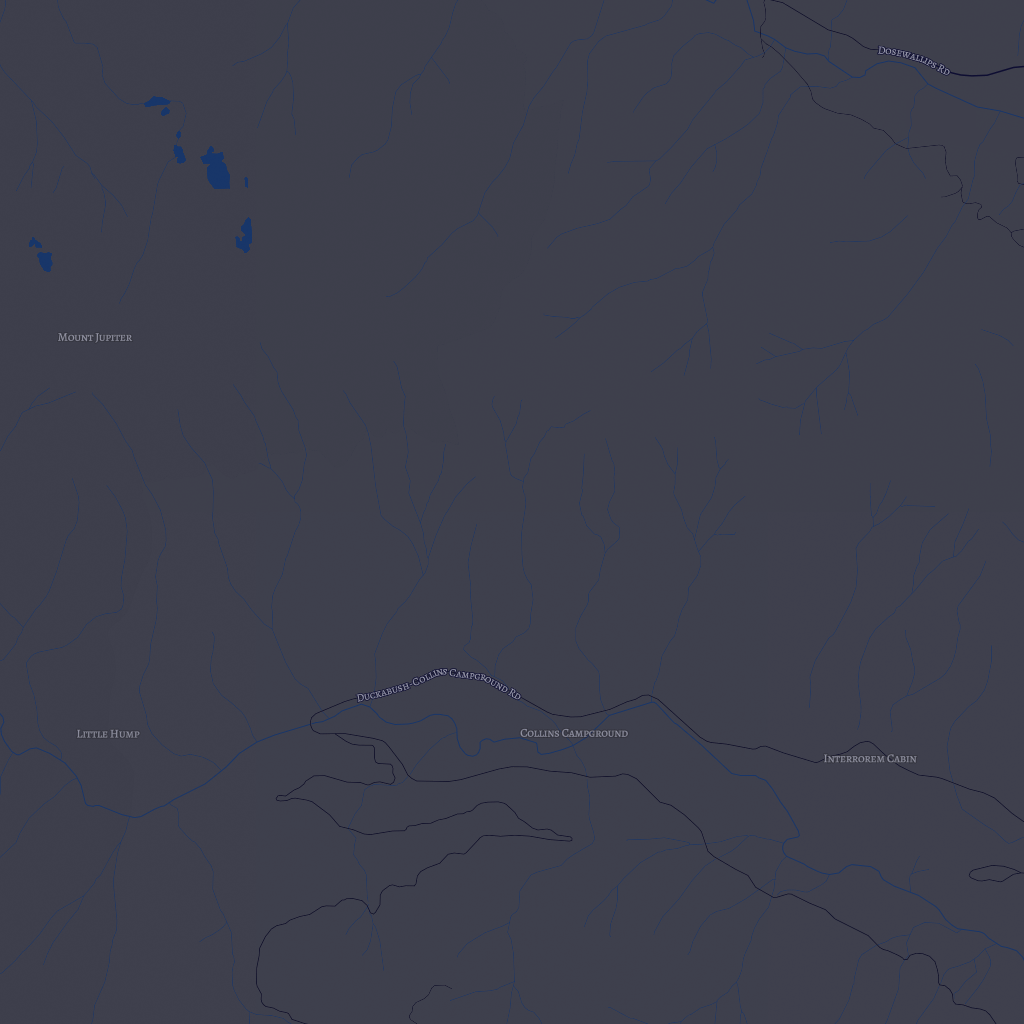 Dosewallips Rd
Mount Jupiter
Duckabush-Collins Campground Rd
Little Hump
Collins Campground
Interrorem Cabin